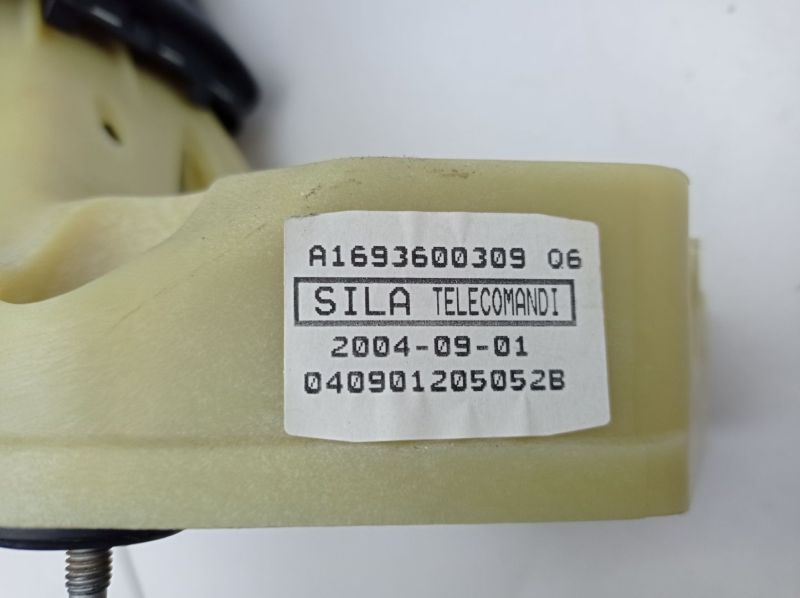 A1693600309 Q6
SILA TELECOMANDI
2004-09-01
040901205052B